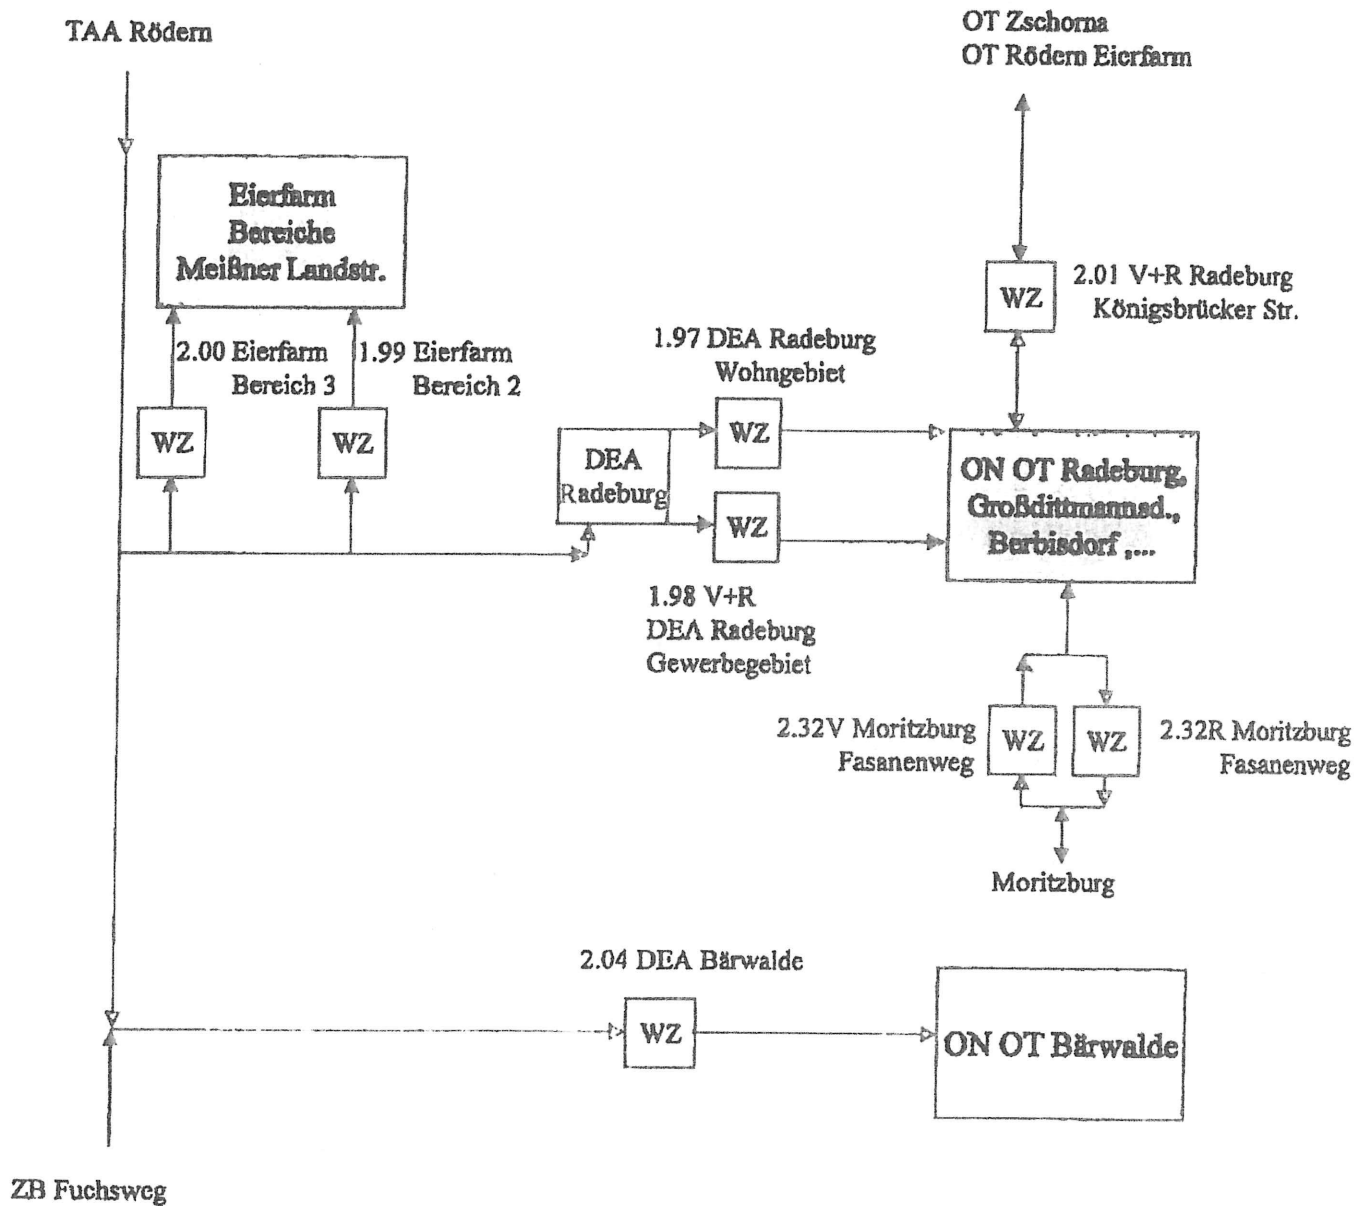 TAA Rödern
OT Zschorna
OT Rödern Eierfarm
Eierfarm
Bereiche
Meißner Landstr.
WZ
2.01 V+R Radeburg
Königsbrücker Str.
2.00 Eierfarm
Bereich 3
1.99 Eierfarm
Bereich 2
1.97 DEA Radeburg
Wohngebiet
WZ
WZ
WZ
DEA
Radeburg
WZ
ON OT Radeburg,
Großdittmannsd.,
Berbisdorf ,...
1.98 V+R
DEA Radeburg
Gewerbegebiet
2.32V Moritzburg
Fasanenweg
WZ
WZ
2.32R Moritzburg
Fasanenweg
Moritzburg
2.04 DEA Bärwalde
WZ
ON OT Bärwalde
ZB Fuchsweg